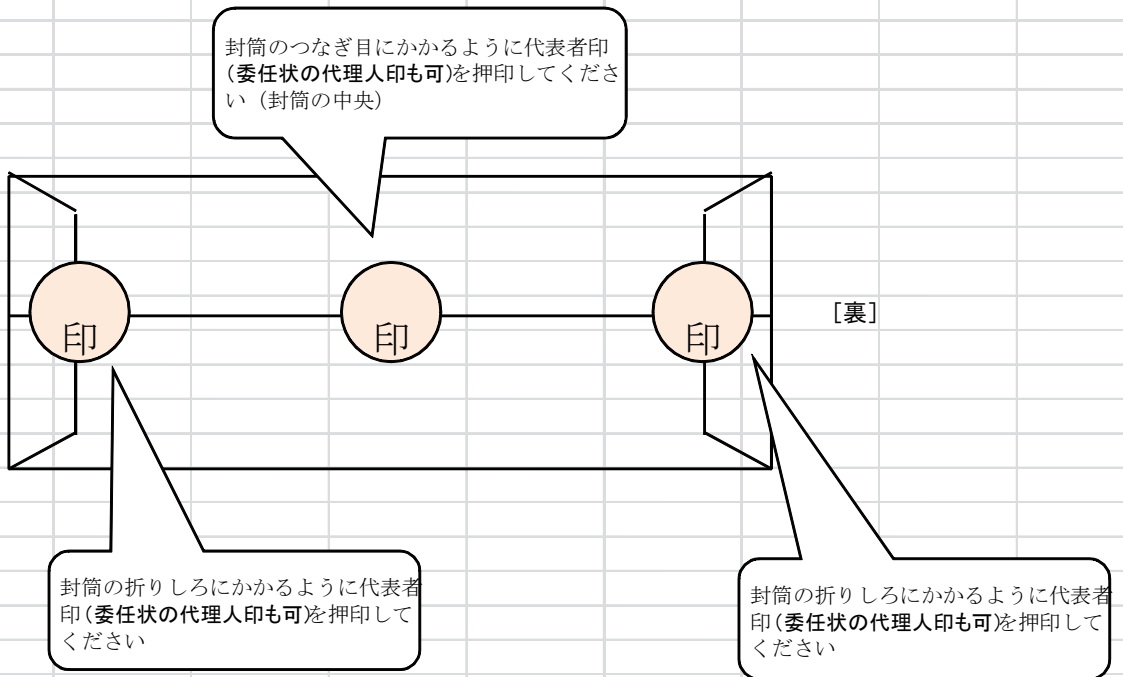 封筒のつなぎ目にかかるように代表者印
(委任状の代理人印も可)を押印してくださ
い（封筒の中央）
印
印
印
［裏］
封筒の折りしろにかかるように代表者
印(委任状の代理人印も可)を押印して
ください
封筒の折りしろにかかるように代表者
印(委任状の代理人印も可)を押印して
ください